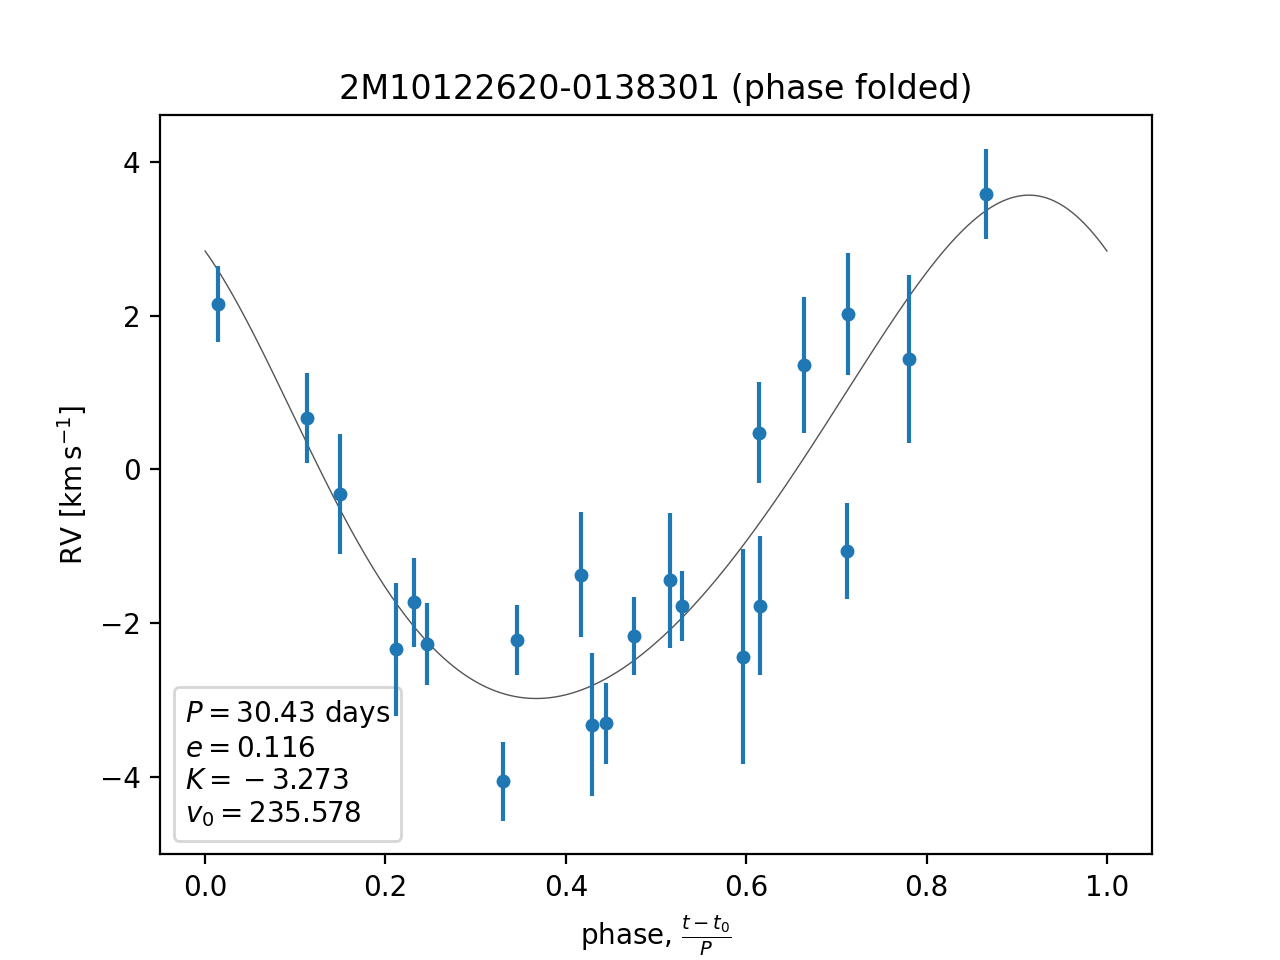 2M10122620-0138301 (phase folded)
RV [km s⁻¹]
4
2
0
−2
−4
P = 30.43 days
e = 0.116
K = −3.273
v₀ = 235.578
0.0 0.2 0.4 0.6 0.8 1.0
phase, (t − t₀)/P